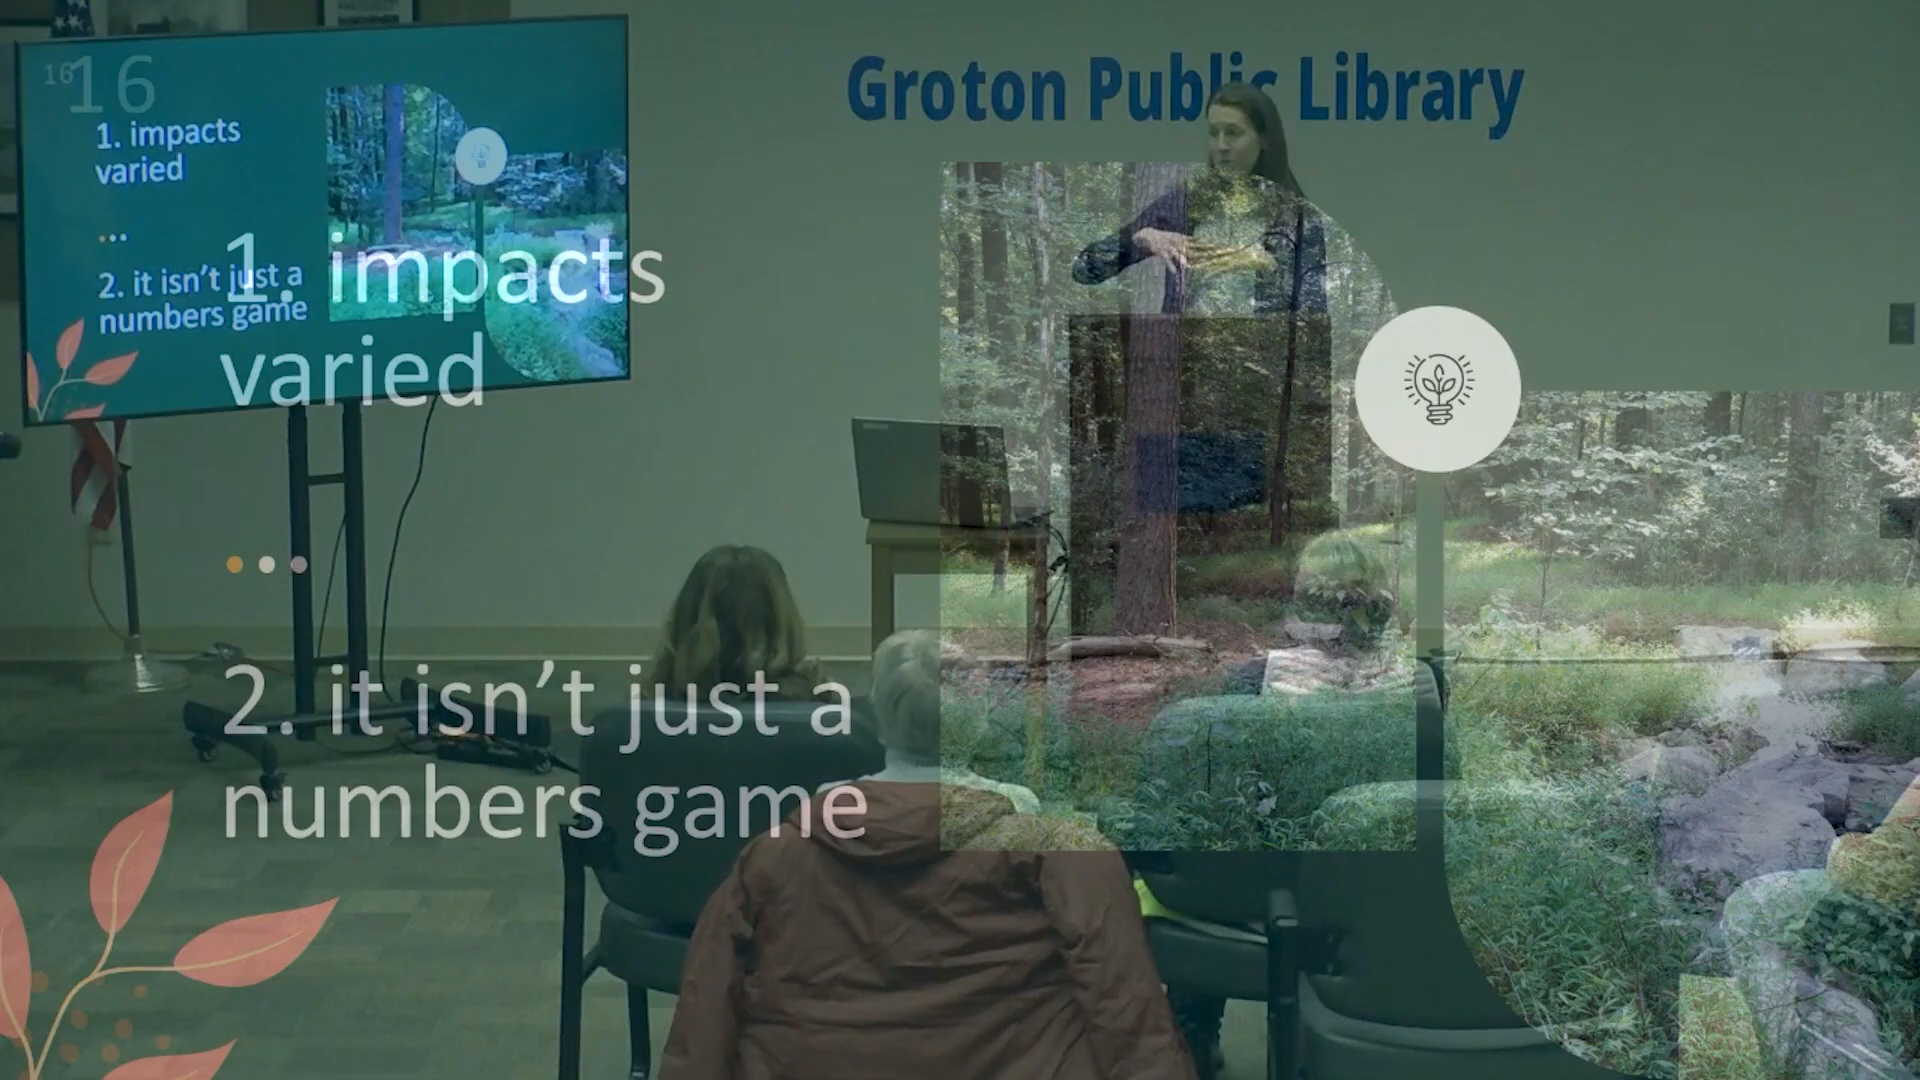 16
1. impacts
varied
2. it isn't just a
numbers game
Groton Public Library
16
1. impacts
varied
2. it isn't just a
numbers game